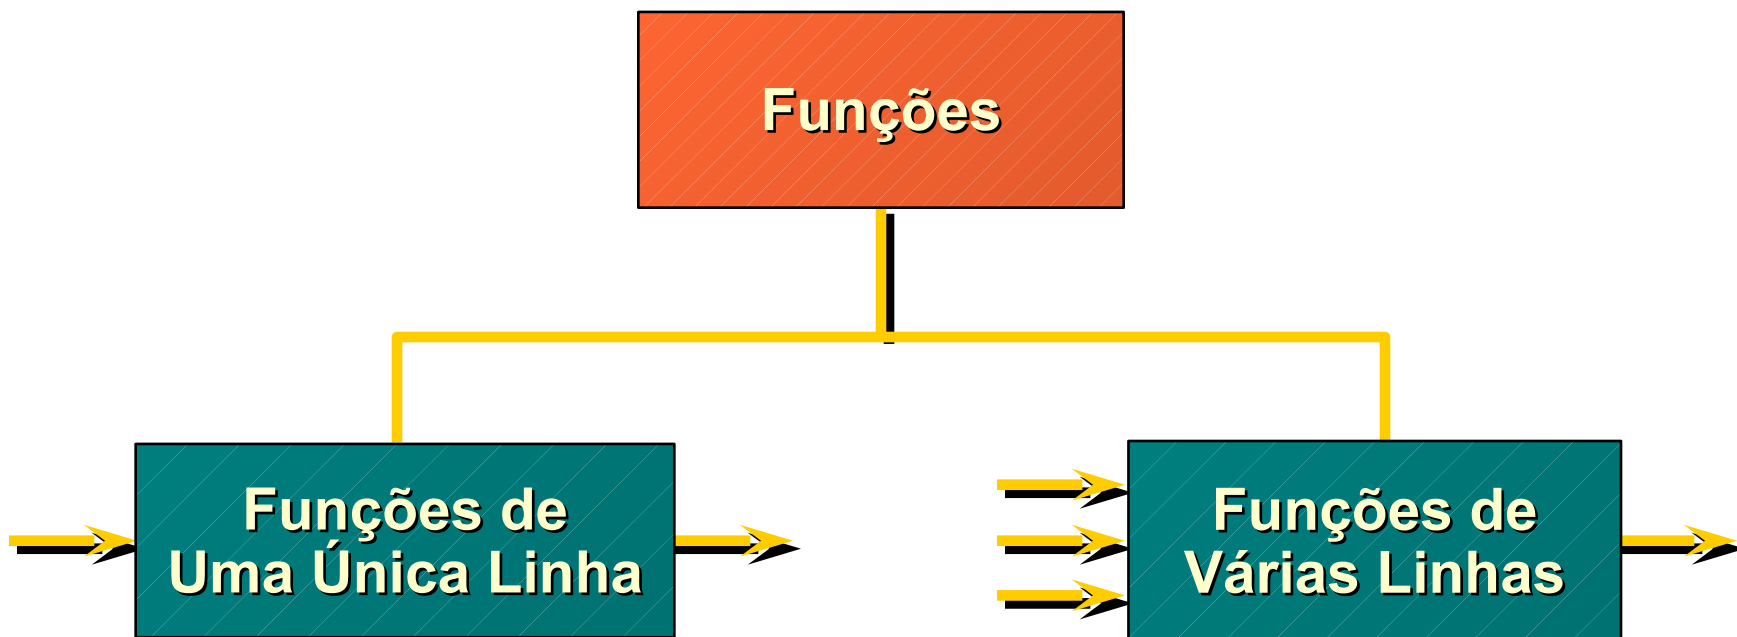 Funções
Funções de
Uma Única Linha
Funções de
Várias Linhas